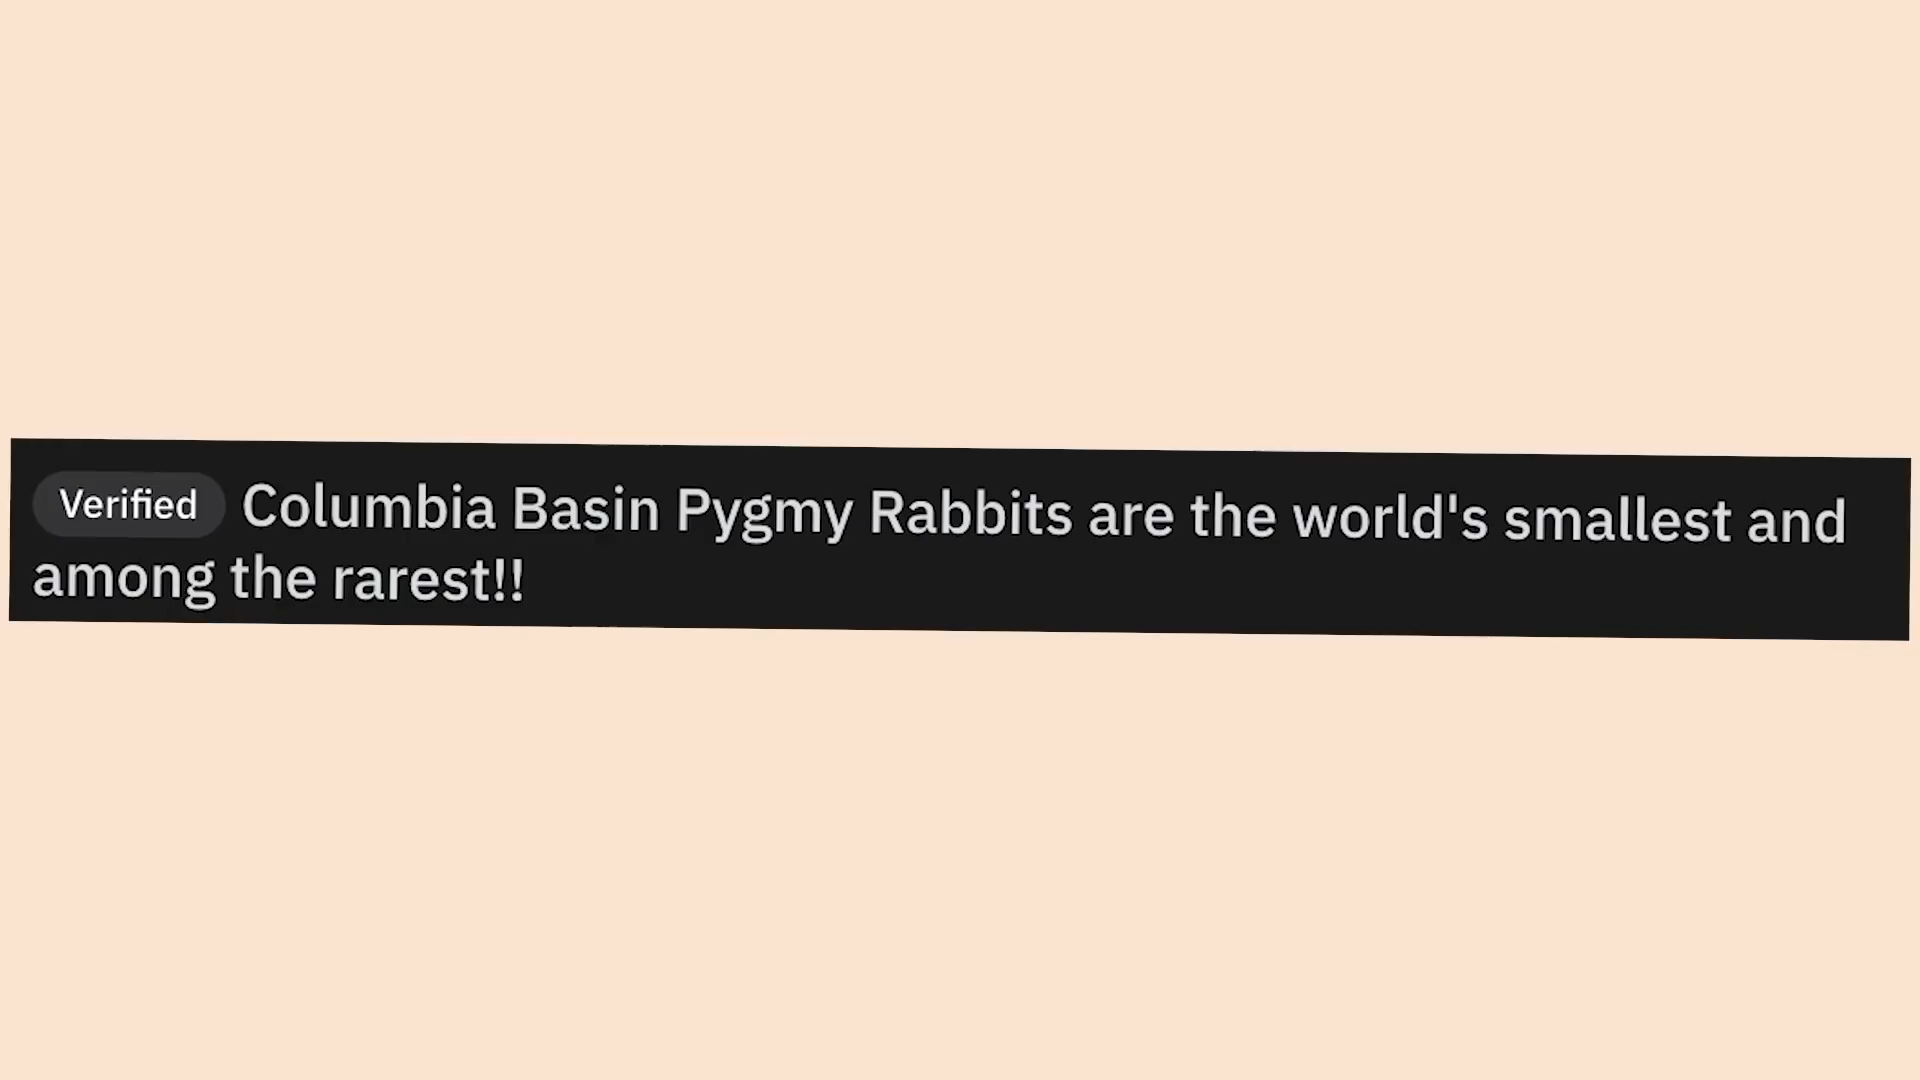 Verified Columbia Basin Pygmy Rabbits are the world's smallest and
among the rarest!!